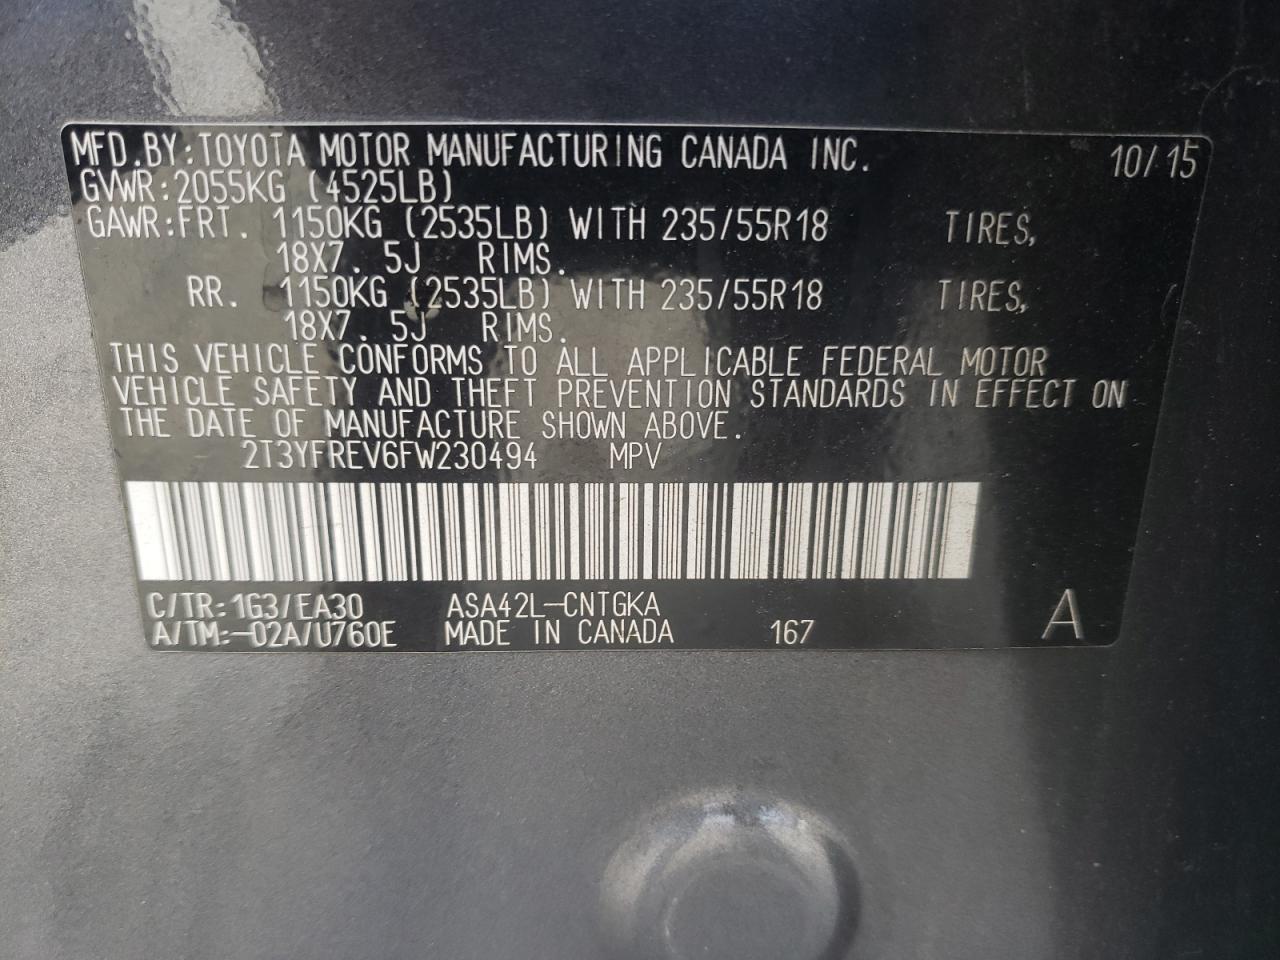 MFD.BY:TOYOTA MOTOR MANUFACTURING CANADA INC. 10/15
GVWR:2055KG (4525LB)
GAWR:FRT. 1150KG (2535LB) WITH 235/55R18 TIRES,
18X7.5J RIMS.
RR. 1150KG (2535LB) WITH 235/55R18 TIRES,
18X7.5J RIMS.
THIS VEHICLE CONFORMS TO ALL APPLICABLE FEDERAL MOTOR
VEHICLE SAFETY AND THEFT PREVENTION STANDARDS IN EFFECT ON
THE DATE OF MANUFACTURE SHOWN ABOVE.
2T3YFREV6FW230494 MPV
C/TR:1G3/EA30 ASA42L-CNTGKA
A/TM:-02A/U760E MADE IN CANADA 167 A